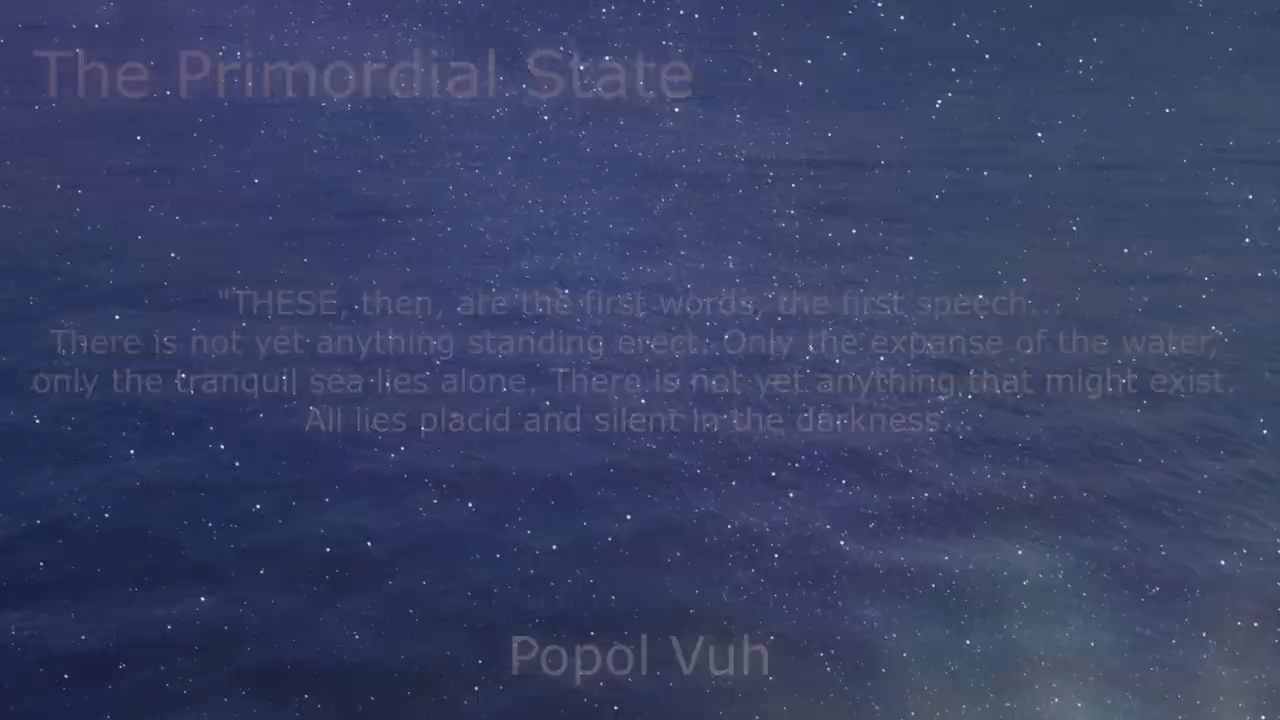 The Primordial State
"THESE, then, are the first words, the first speech...
There is not yet anything standing erect. Only the expanse of the water,
only the tranquil sea lies alone. There is not yet anything that might exist.
All lies placid and silent in the darkness
Popol Vuh